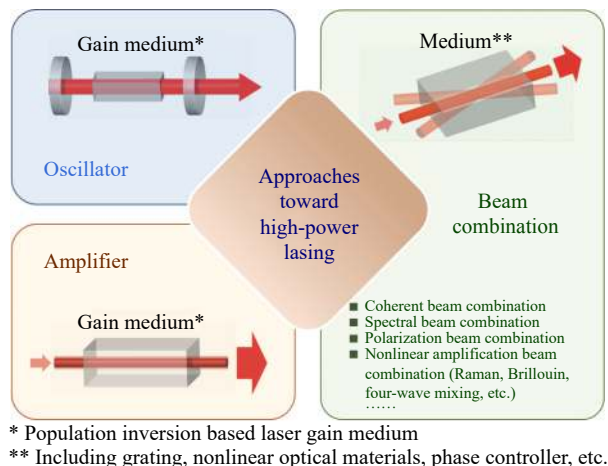 Gain medium*
Oscillator
Medium**
Beam
combination
Approaches
toward
high-power
lasing
Amplifier
Gain medium*
■ Coherent beam combination
■ Spectral beam combination
■ Polarization beam combination
■ Nonlinear amplification beam
combination (Raman, Brillouin,
four-wave mixing, etc.)
……
* Population inversion based laser gain medium
** Including grating, nonlinear optical materials, phase controller, etc.